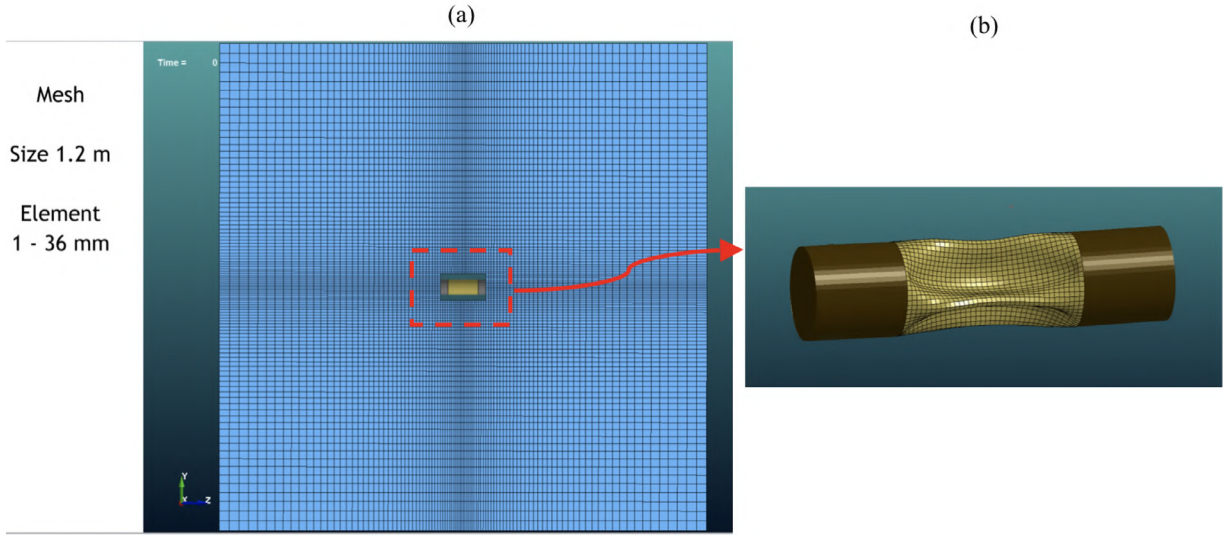 (a)
(b)
Time = 0
Mesh
Size 1.2 m
Element
1 - 36 mm
Y
X
Z